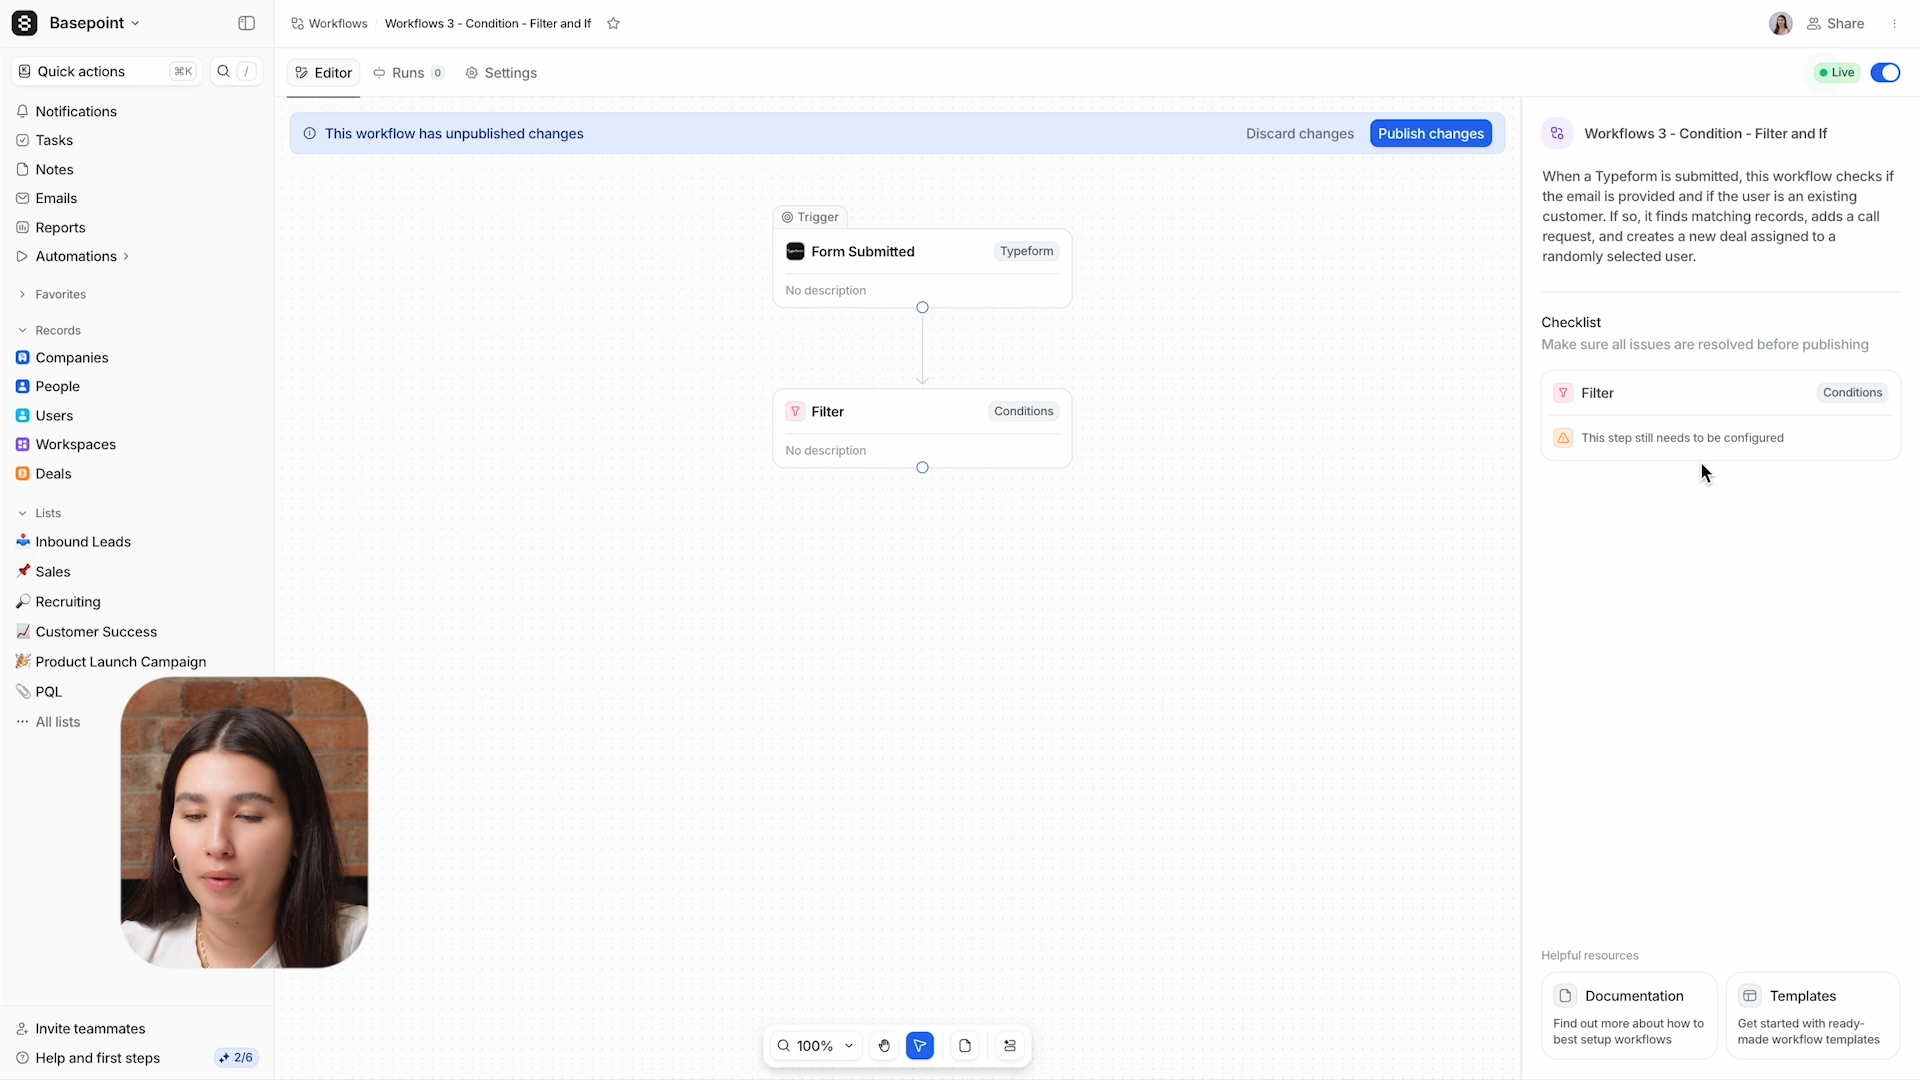 Basepoint
Workflows / Workflows 3 - Condition - Filter and If
Share
Quick actions ⌘K /
Editor
Runs 0
Settings
Live
Notifications
Tasks
Notes
Emails
Reports
Automations
Favorites
Records
Companies
People
Users
Workspaces
Deals
Lists
Inbound Leads
Sales
Recruiting
Customer Success
Product Launch Campaign
PQL
All lists
Invite teammates
Help and first steps 2/6
This workflow has unpublished changes
Discard changes
Publish changes
Trigger
Form Submitted Typeform
No description
Filter Conditions
No description
100%
Workflows 3 - Condition - Filter and If
When a Typeform is submitted, this workflow checks if
the email is provided and if the user is an existing
customer. If so, it finds matching records, adds a call
request, and creates a new deal assigned to a
randomly selected user.
Checklist
Make sure all issues are resolved before publishing
Filter Conditions
This step still needs to be configured
Helpful resources
Documentation
Find out more about how to
best setup workflows
Templates
Get started with ready-
made workflow templates